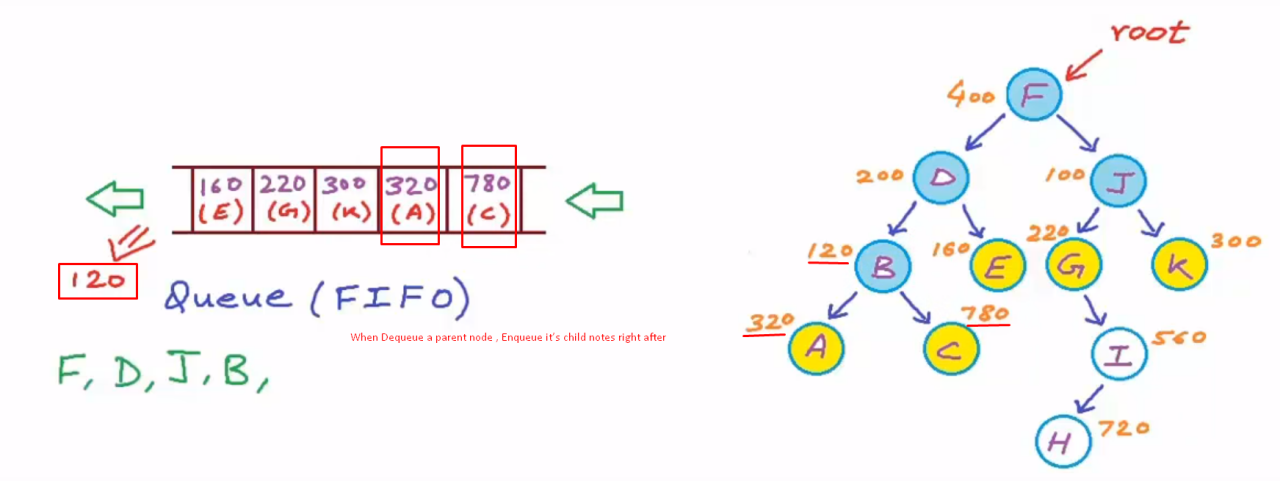 root
400 F
200 D
100 J
120 B
160 E
220 G
300 K
320 A
780 C
560 I
720 H
160 220 300 320 780
(E) (G) (K) (A) (C)
120
Queue (FIFO)
When Dequeue a parent node , Enqueue it's child notes right after
F, D, J, B,